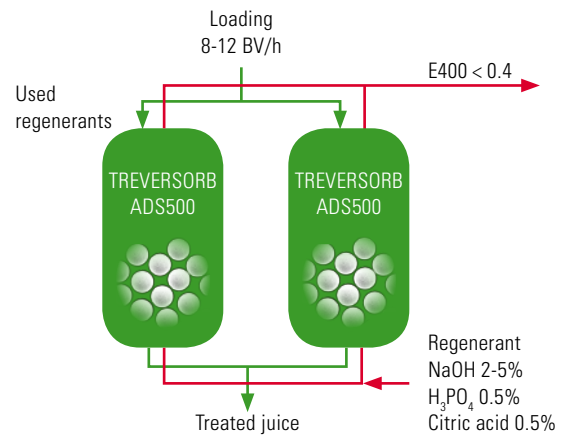 Loading
8-12 BV/h
E400 < 0.4
Used
regenerants
TREVERSORB
ADS500
TREVERSORB
ADS500
Regenerant
NaOH 2-5%
H₃PO₄ 0.5%
Citric acid 0.5%
Treated juice